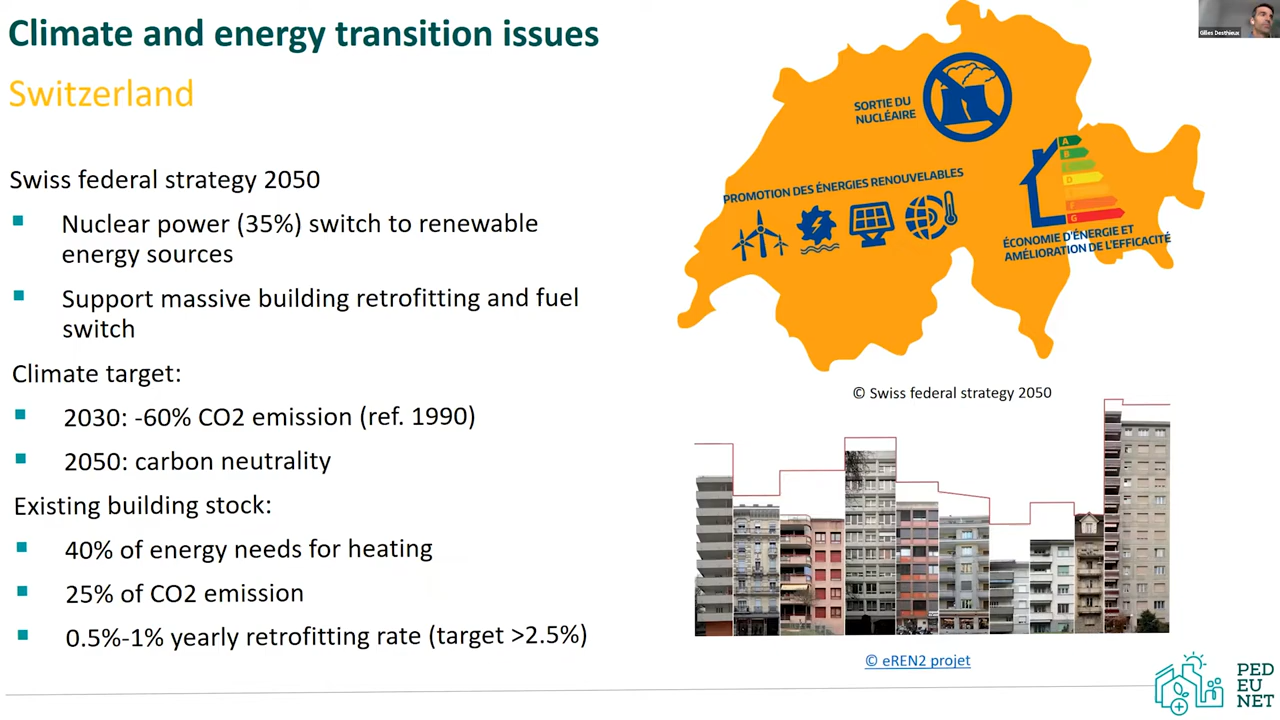 Climate and energy transition issues
Switzerland
Swiss federal strategy 2050
Nuclear power (35%) switch to renewable
energy sources
Support massive building retrofitting and fuel
switch
Climate target:
2030: -60% CO2 emission (ref. 1990)
2050: carbon neutrality
Existing building stock:
40% of energy needs for heating
25% of CO2 emission
0.5%-1% yearly retrofitting rate (target >2.5%)
SORTIE DU
NUCLÉAIRE
PROMOTION DES ÉNERGIES RENOUVELABLES
A
B
C
D
E
F
G
ÉCONOMIE D'ÉNERGIE ET
AMÉLIORATION DE L'EFFICACITÉ
© Swiss federal strategy 2050
© eREN2 projet
PED
EU
NET
Gilles Desthieux